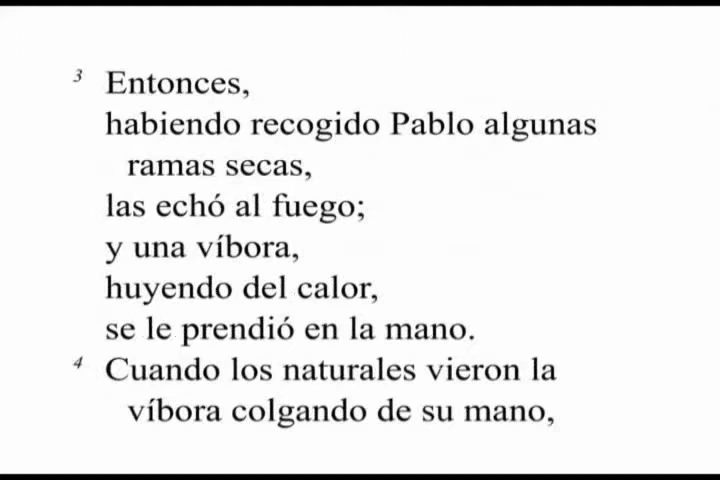 3 Entonces,
habiendo recogido Pablo algunas
ramas secas,
las echó al fuego;
y una víbora,
huyendo del calor,
se le prendió en la mano.
4 Cuando los naturales vieron la
víbora colgando de su mano,